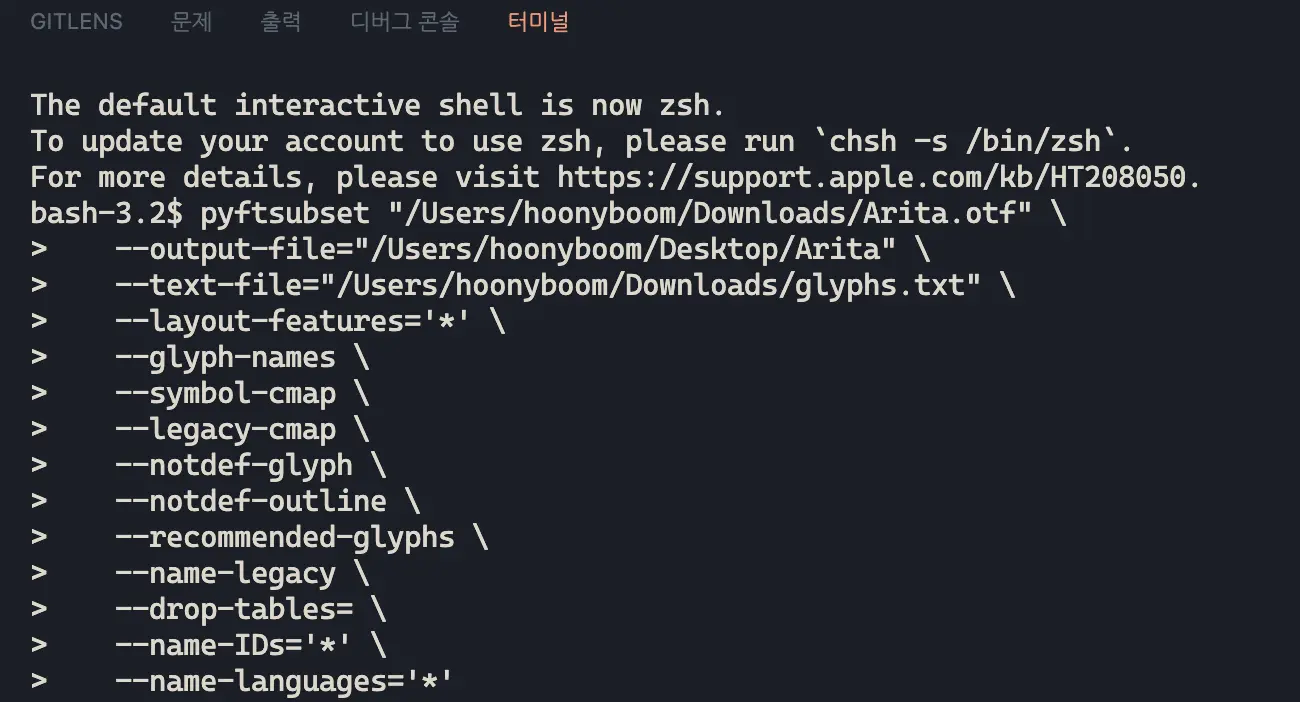 GITLENS 문제 출력 디버그 콘솔 터미널
The default interactive shell is now zsh.
To update your account to use zsh, please run `chsh -s /bin/zsh`.
For more details, please visit https://support.apple.com/kb/HT208050.
bash-3.2$ pyftsubset "/Users/hoonyboom/Downloads/Arita.otf" \
>    --output-file="/Users/hoonyboom/Desktop/Arita" \
>    --text-file="/Users/hoonyboom/Downloads/glyphs.txt" \
>    --layout-features='*' \
>    --glyph-names \
>    --symbol-cmap \
>    --legacy-cmap \
>    --notdef-glyph \
>    --notdef-outline \
>    --recommended-glyphs \
>    --name-legacy \
>    --drop-tables= \
>    --name-IDs='*' \
>    --name-languages='*'